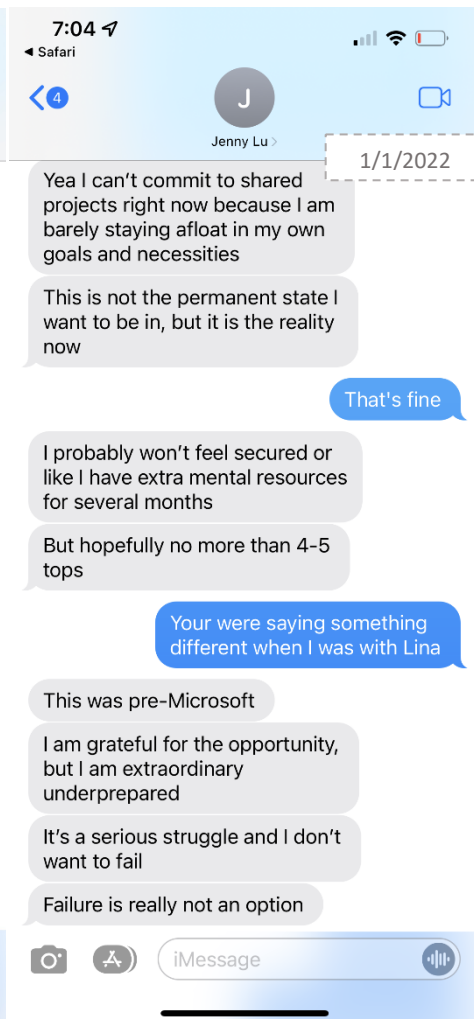 7:04
Safari
4
J
Jenny Lu
1/1/2022
Yea I can't commit to shared
projects right now because I am
barely staying afloat in my own
goals and necessities
This is not the permanent state I
want to be in, but it is the reality
now
That's fine
I probably won't feel secured or
like I have extra mental resources
for several months
But hopefully no more than 4-5
tops
Your were saying something
different when I was with Lina
This was pre-Microsoft
I am grateful for the opportunity,
but I am extraordinary
underprepared
It's a serious struggle and I don't
want to fail
Failure is really not an option
iMessage